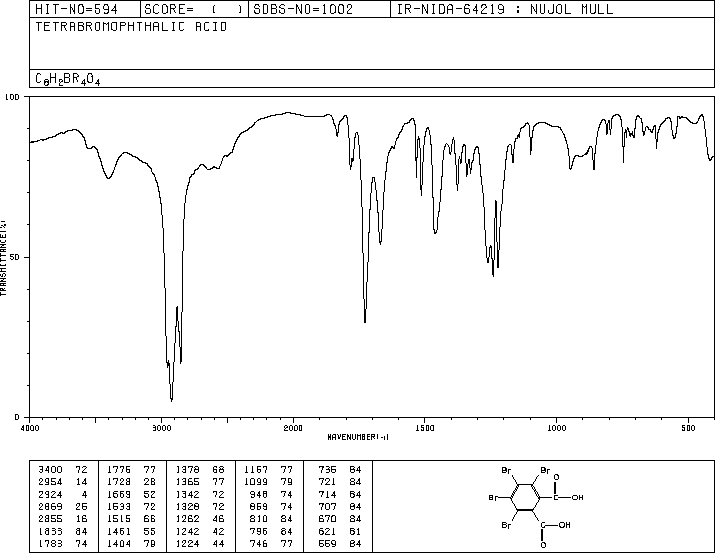 HIT-NO=594 SCORE= ( ) SDBS-NO=1002 IR-NIDA-64219 : NUJOL MULL
TETRABROMOPHTHALIC ACID
C8H2BR4O4
100
TRANSMITTANCE(%)
50
0
4000 3000 2000 1500 1000 500
WAVENUMBER(-1)
3400 72 1776 77 1378 68 1167 77 736 84
2954 14 1728 28 1365 77 1099 79 721 84
2924 4 1669 52 1342 72 948 74 714 84
2869 25 1533 72 1328 72 859 74 707 84
2855 16 1515 66 1262 46 810 84 670 84
1833 84 1461 55 1242 42 796 84 621 81
1783 74 1404 79 1224 44 746 77 559 84
Br Br O
Br C OH
Br C OH
O